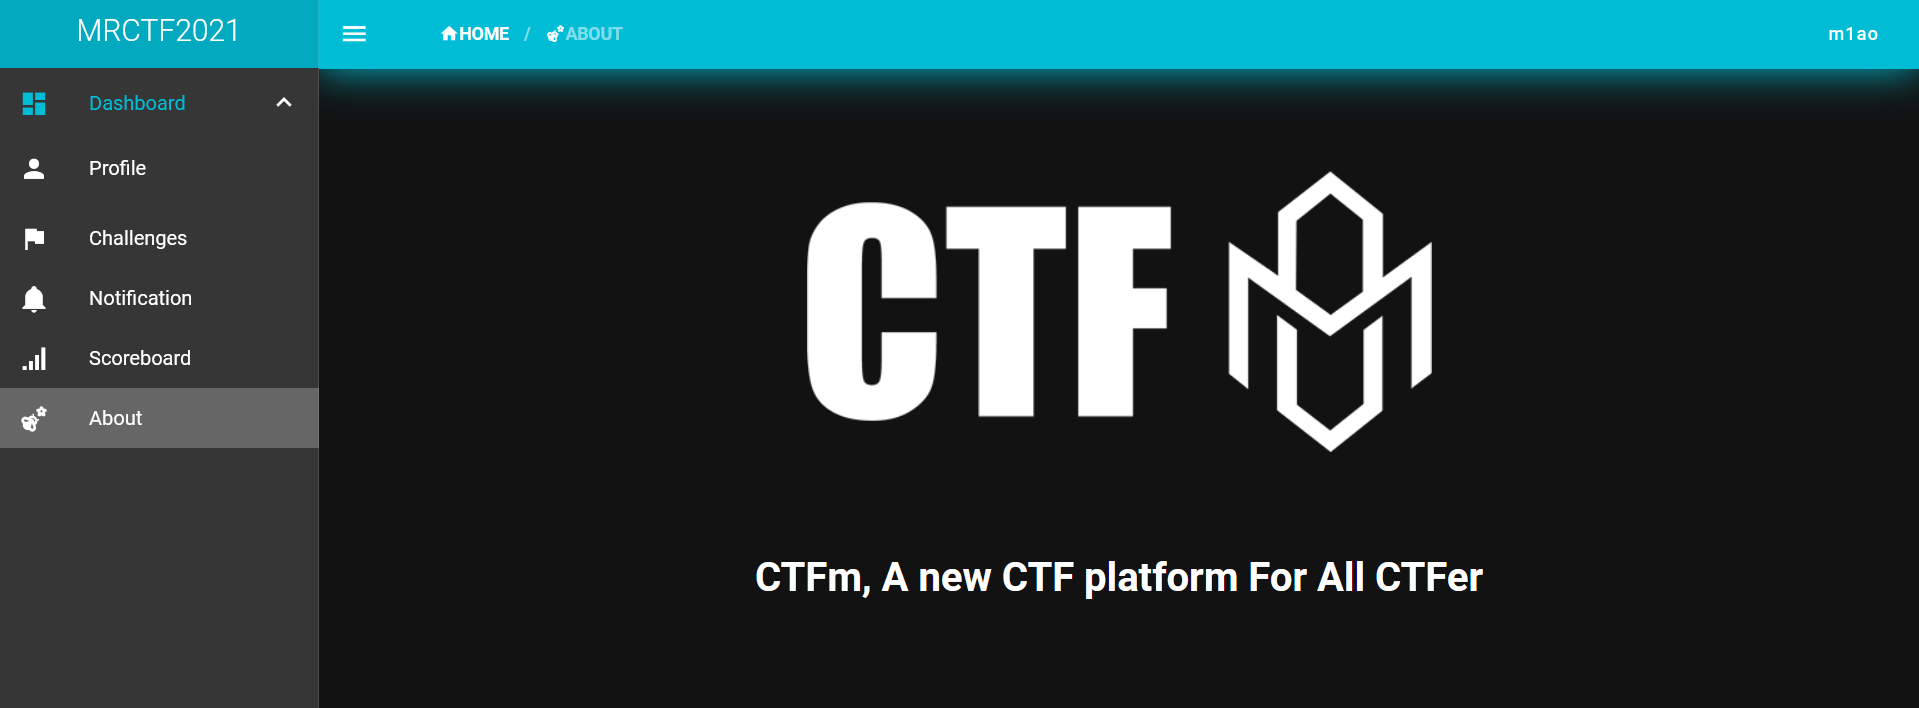 MRCTF2021
HOME / ABOUT
m1ao
Dashboard
Profile
Challenges
Notification
Scoreboard
About
CTF
CTFm, A new CTF platform For All CTFer